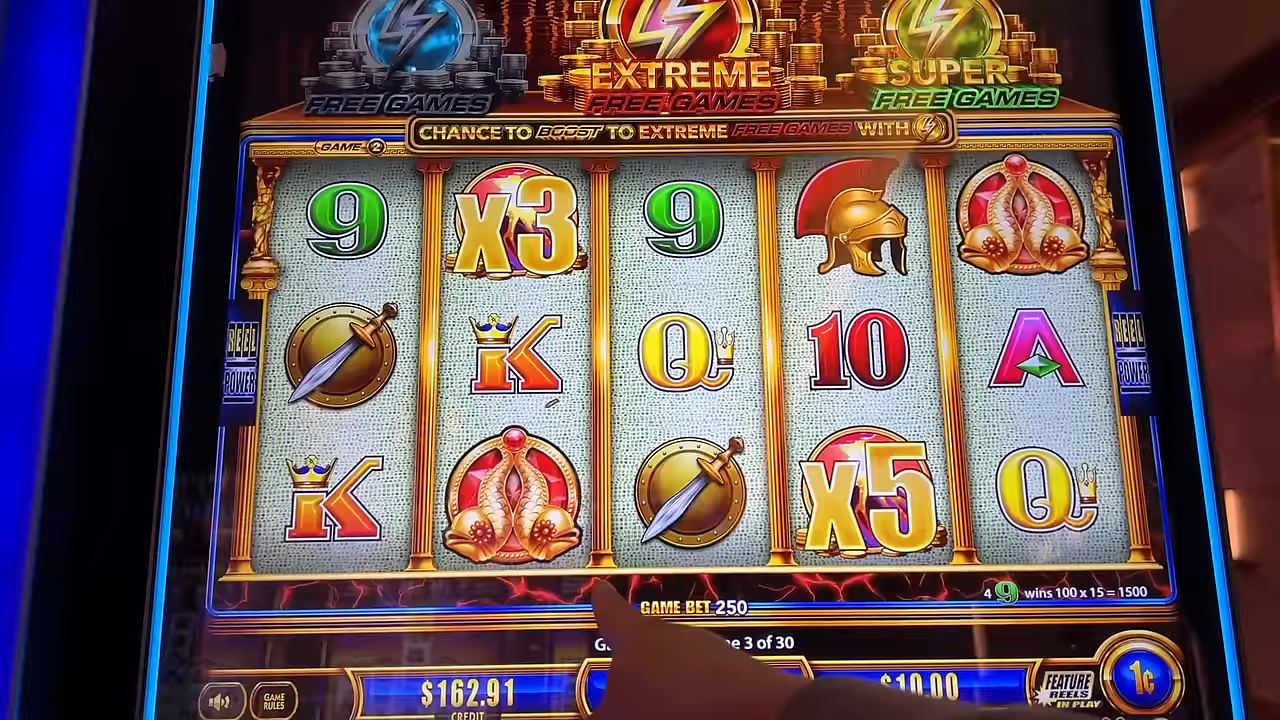 EXTREME
SUPER
FREE GAMES
FREE GAMES
FREE GAMES
CHANCE TO BOOST TO EXTREME FREE GAMES WITH
GAME 2
9
x3
9
REEL POWER
K
Q
10
A
REEL POWER
K
x5
Q
4 9 wins 100 x 15 = 1500
GAME BET 250
3 of 30
$162.91
CREDIT
$10.00
GAME RULES
FEATURE REELS IN PLAY
1¢